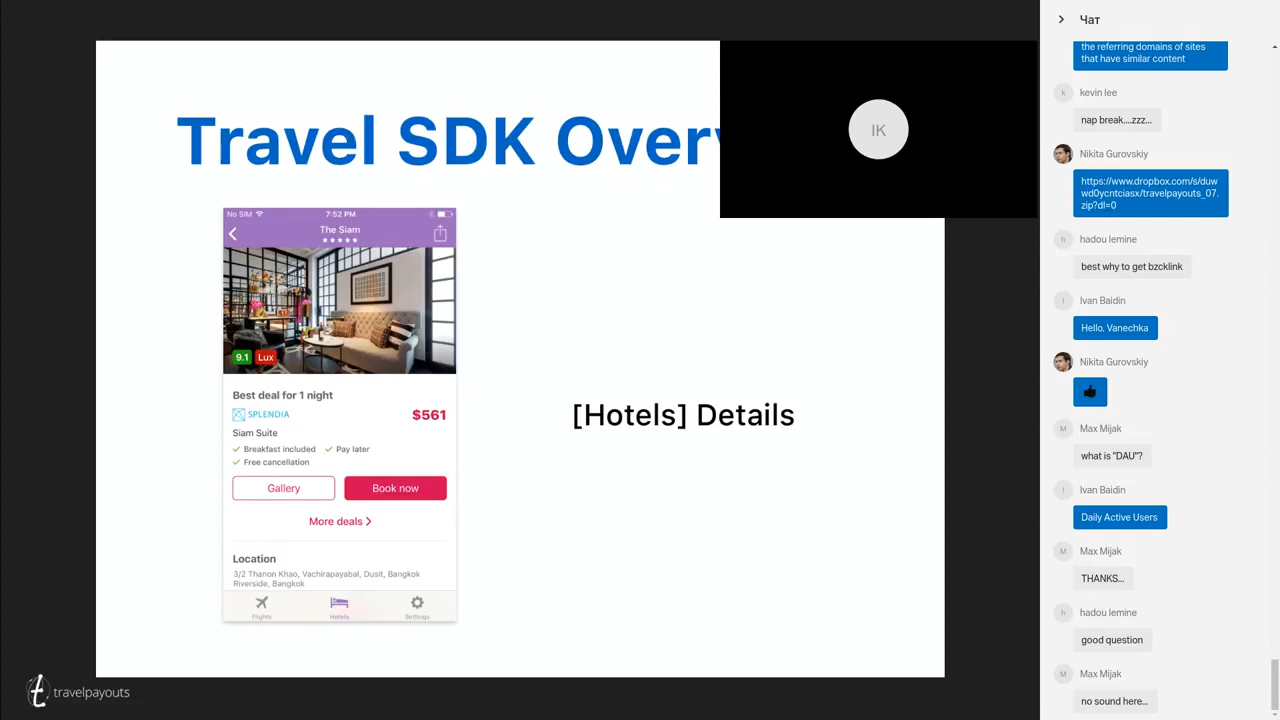 Travel SDK Over
IK
No SIM
7:52 PM
The Siam
9.1 Lux
Best deal for 1 night
SPLENDIA
$561
Siam Suite
Breakfast included
Pay later
Free cancellation
Gallery
Book now
More deals
Location
3/2 Thanon Khao, Vachirapayabal, Dusit, Bangkok
Riverside, Bangkok
Flights
Hotels
Settings
[Hotels] Details
travelpayouts
Чат
the referring domains of sites
that have similar content
k
kevin lee
nap break....zzz...
Nikita Gurovskiy
https://www.dropbox.com/s/duw
wd0ycntciasx/travelpayouts_07.
zip?dl=0
h
hadou lemine
best why to get bzcklink
I
Ivan Baidin
Hello, Vanechka
Nikita Gurovskiy
M
Max Mijak
what is "DAU"?
I
Ivan Baidin
Daily Active Users
M
Max Mijak
THANKS...
h
hadou lemine
good question
M
Max Mijak
no sound here...